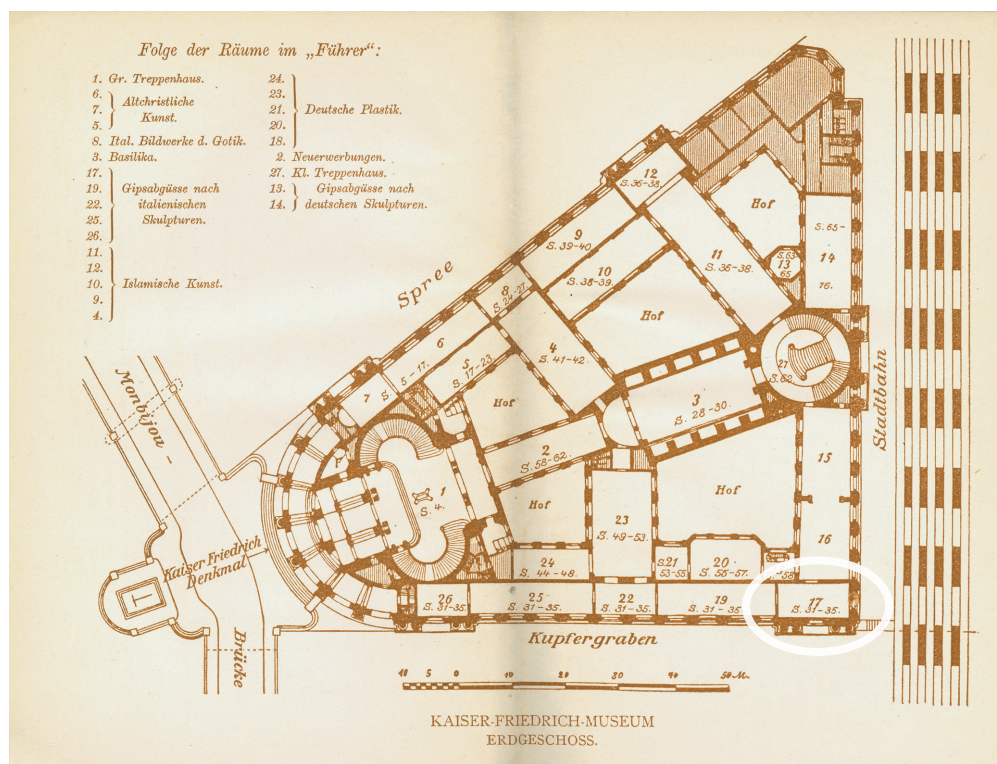 Folge der Räume im „Führer“:
1. Gr. Treppenhaus.
6.
7. Altchristliche
5. Kunst.
8. Ital. Bildwerke d. Gotik.
3. Basilika.
17.
19. Gipsabgüsse nach
22. italienischen
25. Skulpturen.
26.
11.
12.
10. Islamische Kunst.
9.
4.
24.
23.
21. Deutsche Plastik.
20.
18.
2. Neuerwerbungen.
27. Kl. Treppenhaus.
13. Gipsabgüsse nach
14. deutschen Skulpturen.
Spree
12
S. 36-38.
Hof
9
S. 39-40.
S. 65-
14
76.
11
S. 36-38.
S. 63
13
65
10
S. 38-39.
8
S. 24-27.
Hof
6
S. 5-17.
7
5
S. 17-23.
4
S. 41-42.
27
S. 62.
Stadtbahn
Monbijou-
Brücke
Hof
3
S. 28-30.
2
S. 58-62.
15
1
S. 4.
Hof
Hof
23
S. 49-53.
16
Kaiser Friedrich
Denkmal
24
S. 44-48.
S. 21
53-55
20
S. 55-57.
26
S. 31-35.
25
S. 31-35.
22
S. 31-35.
19
S. 31-35
17
S. 31-35.
Kupfergraben
10 5 0 10 20 30 40 50 M.
KAISER-FRIEDRICH-MUSEUM
ERDGESCHOSS.